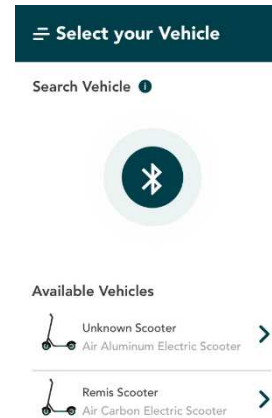 Select your Vehicle
Search Vehicle
Available Vehicles
Unknown Scooter
Air Aluminum Electric Scooter
Remis Scooter
Air Carbon Electric Scooter